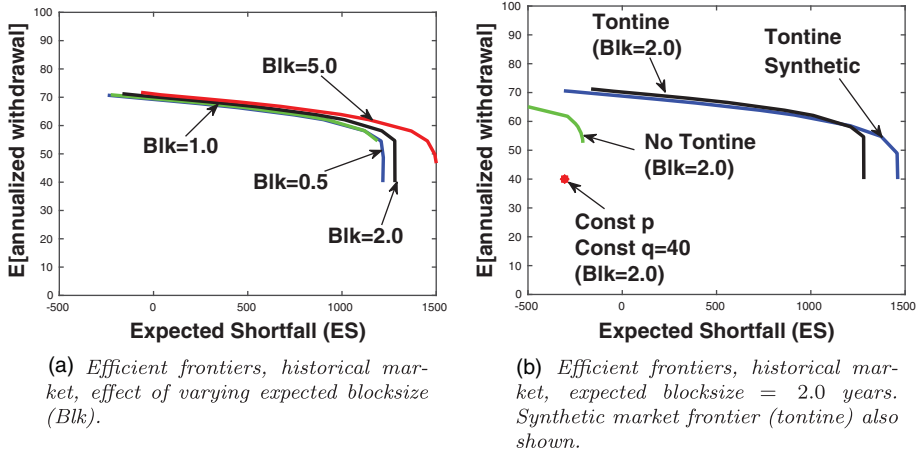 100
90
80
70
60
50
40
30
20
10
0
E[annualized withdrawal]
Blk=5.0
Blk=1.0
Blk=0.5
Blk=2.0
-500
0
500
1000
1500
Expected Shortfall (ES)
(a) Efficient frontiers, historical mar-
ket, effect of varying expected blocksize
(Blk).
100
90
80
70
60
50
40
30
20
10
0
E[annualized withdrawal]
Tontine
(Blk=2.0)
Tontine
Synthetic
No Tontine
(Blk=2.0)
Const p
Const q=40
(Blk=2.0)
-500
0
500
1000
1500
Expected Shortfall (ES)
(b) Efficient frontiers, historical mar-
ket, expected blocksize = 2.0 years.
Synthetic market frontier (tontine) also
shown.